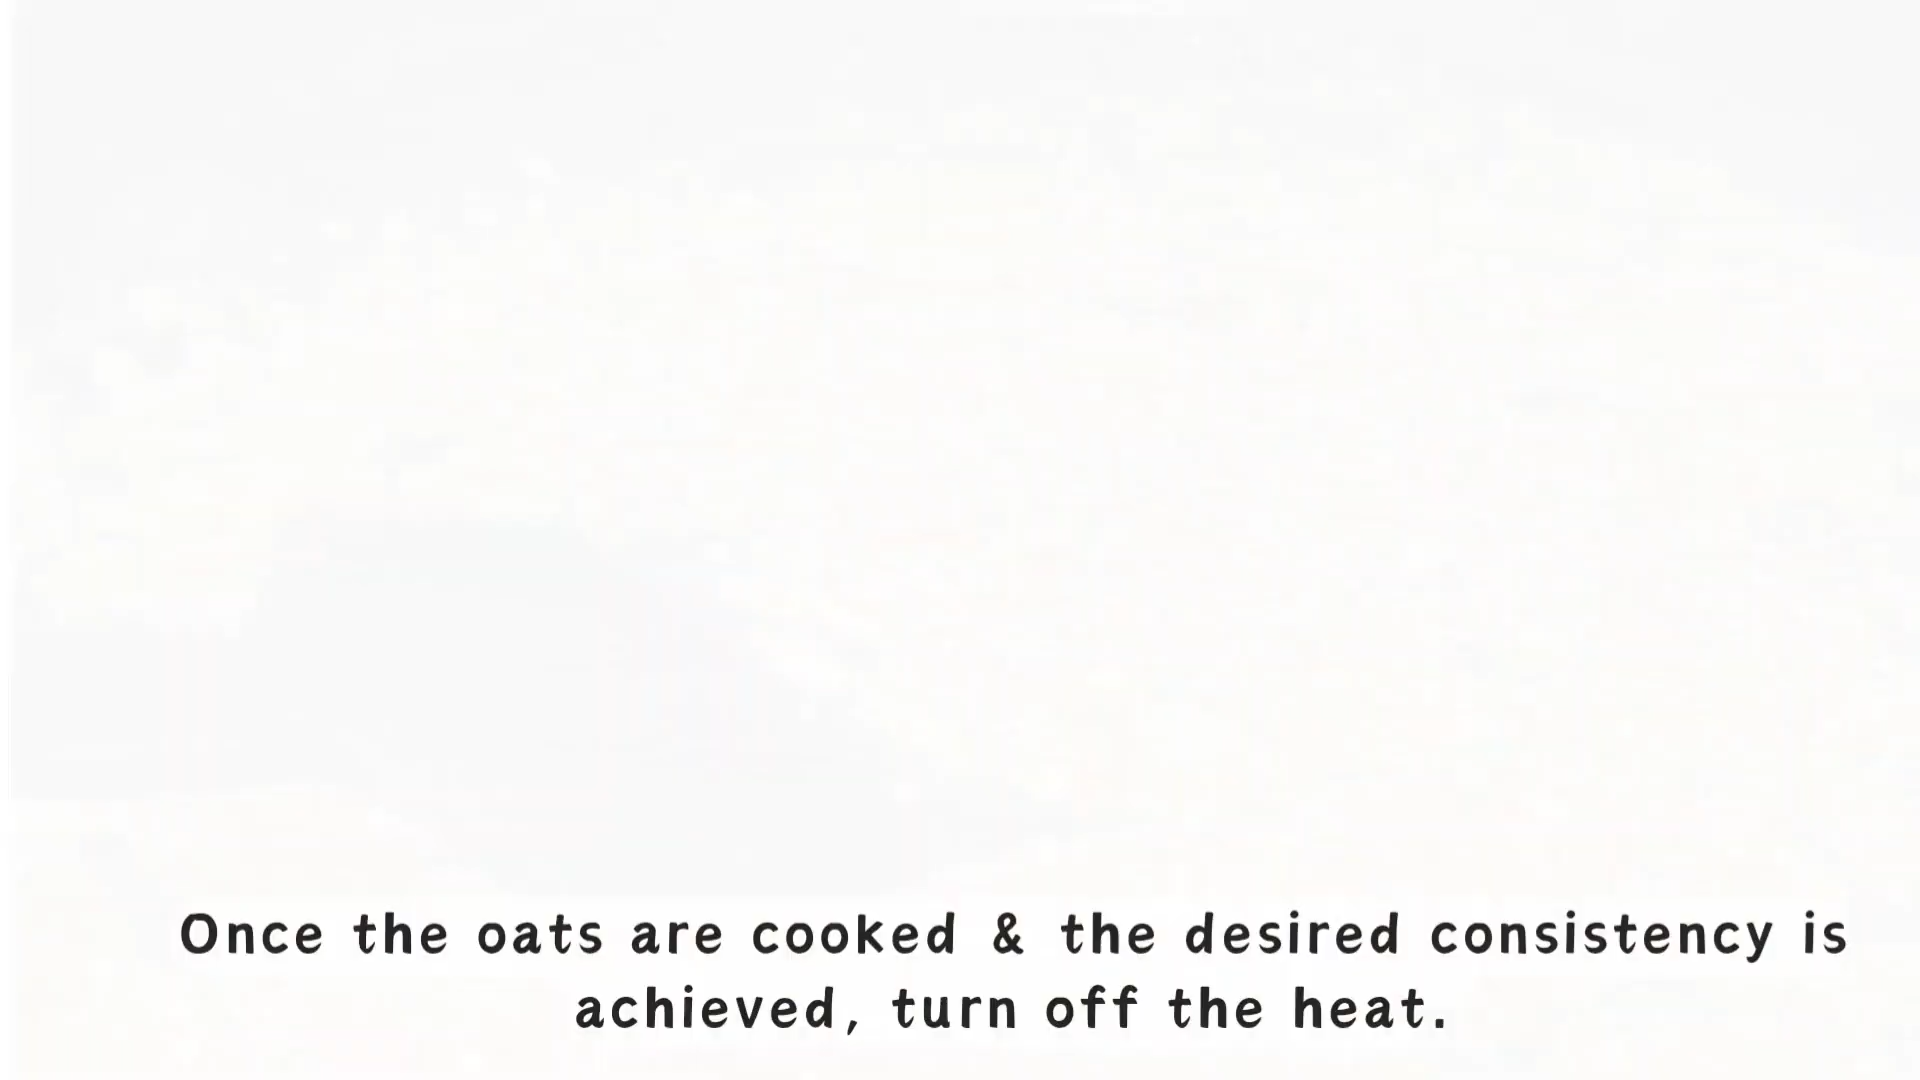 Once the oats are cooked & the desired consistency is
achieved, turn off the heat.